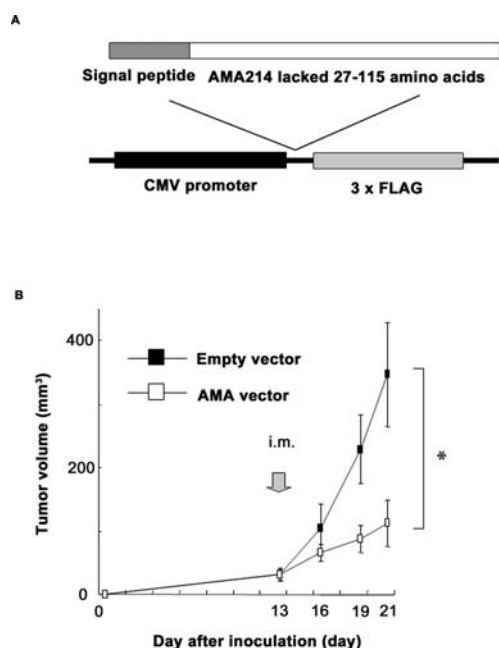 A
Signal peptide AMA214 lacked 27-115 amino acids
CMV promoter 3 x FLAG
B
400
200
0
Tumor volume (mm³)
Empty vector
AMA vector
i.m.
*
0 13 16 19 21
Day after inoculation (day)